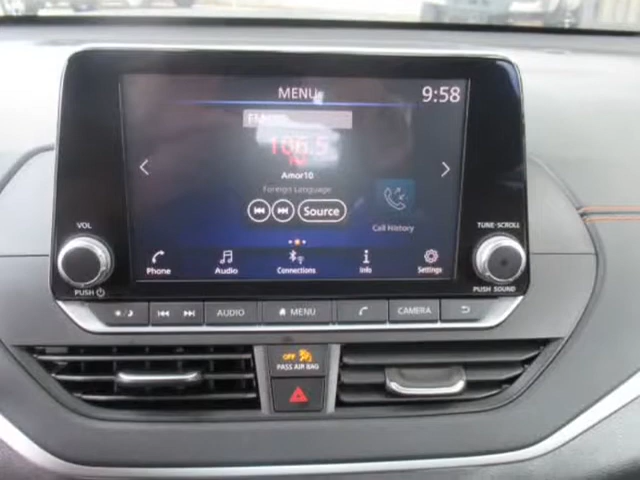 MENU
9:58
106.5
Amor10
Foreign Language
Source
Call History
Phone
Audio
Connections
Info
Settings
VOL
PUSH
TUNE·SCROLL
PUSH SOUND
AUDIO
MENU
CAMERA
OFF
PASS AIR BAG